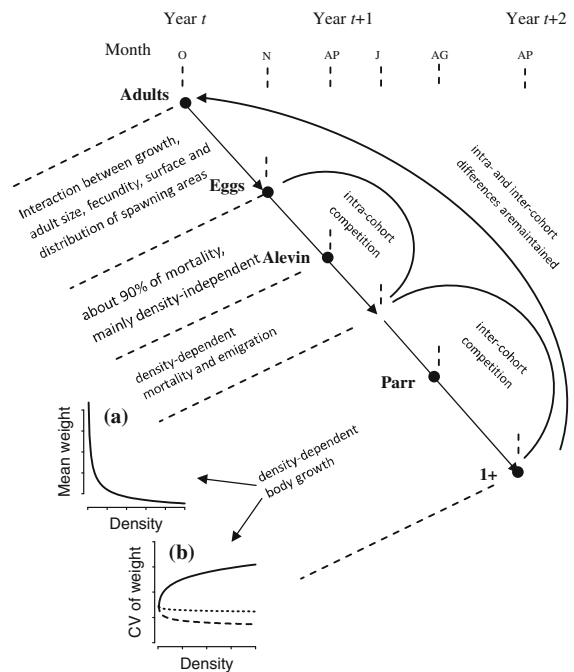 Year t
Year t+1
Year t+2
Month
O
N
AP
J
AG
AP
Adults
Interaction between growth,
adult size, fecundity, surface and
distribution of spawning areas
Eggs
intra-cohort
competition
intra- and inter-cohort
differences aremaintained
about 90% of mortality,
mainly density-independent
Alevin
density-dependent
mortality and emigration
inter-cohort
competition
Parr
(a)
Mean weight
Density
density-dependent
body growth
1+
(b)
CV of weight
Density